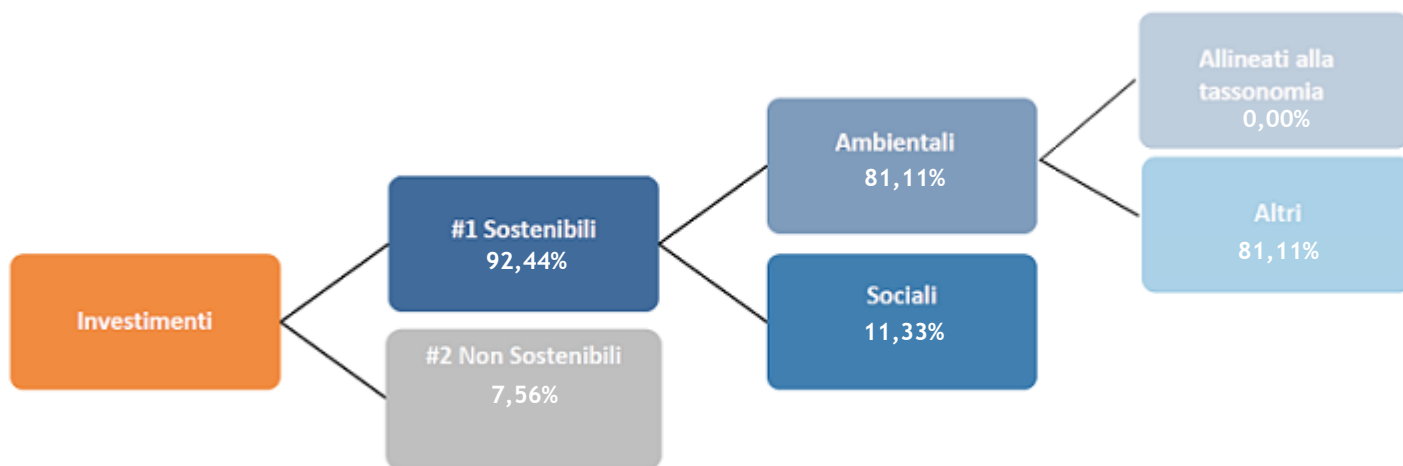 Investimenti
#1 Sostenibili
92,44%
#2 Non Sostenibili
7,56%
Ambientali
81,11%
Sociali
11,33%
Allineati alla
tassonomia
0,00%
Altri
81,11%